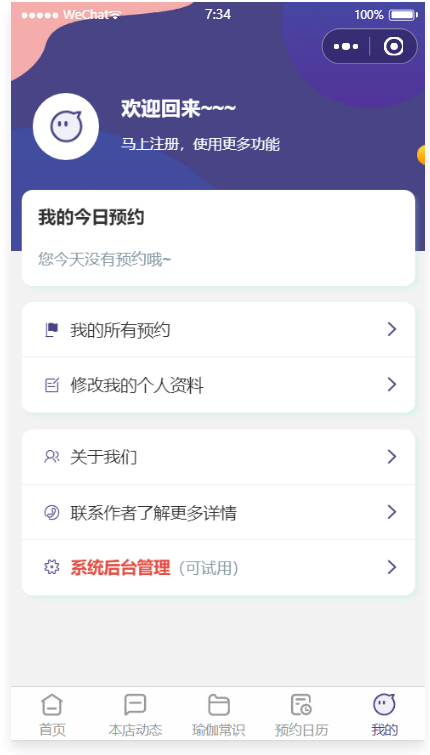 WeChat 7:34 100%
欢迎回来~~~
马上注册，使用更多功能
我的今日预约
您今天没有预约哦~
我的所有预约
修改我的个人资料
关于我们
联系作者了解更多详情
系统后台管理（可试用）
首页 本店动态 瑜伽常识 预约日历 我的